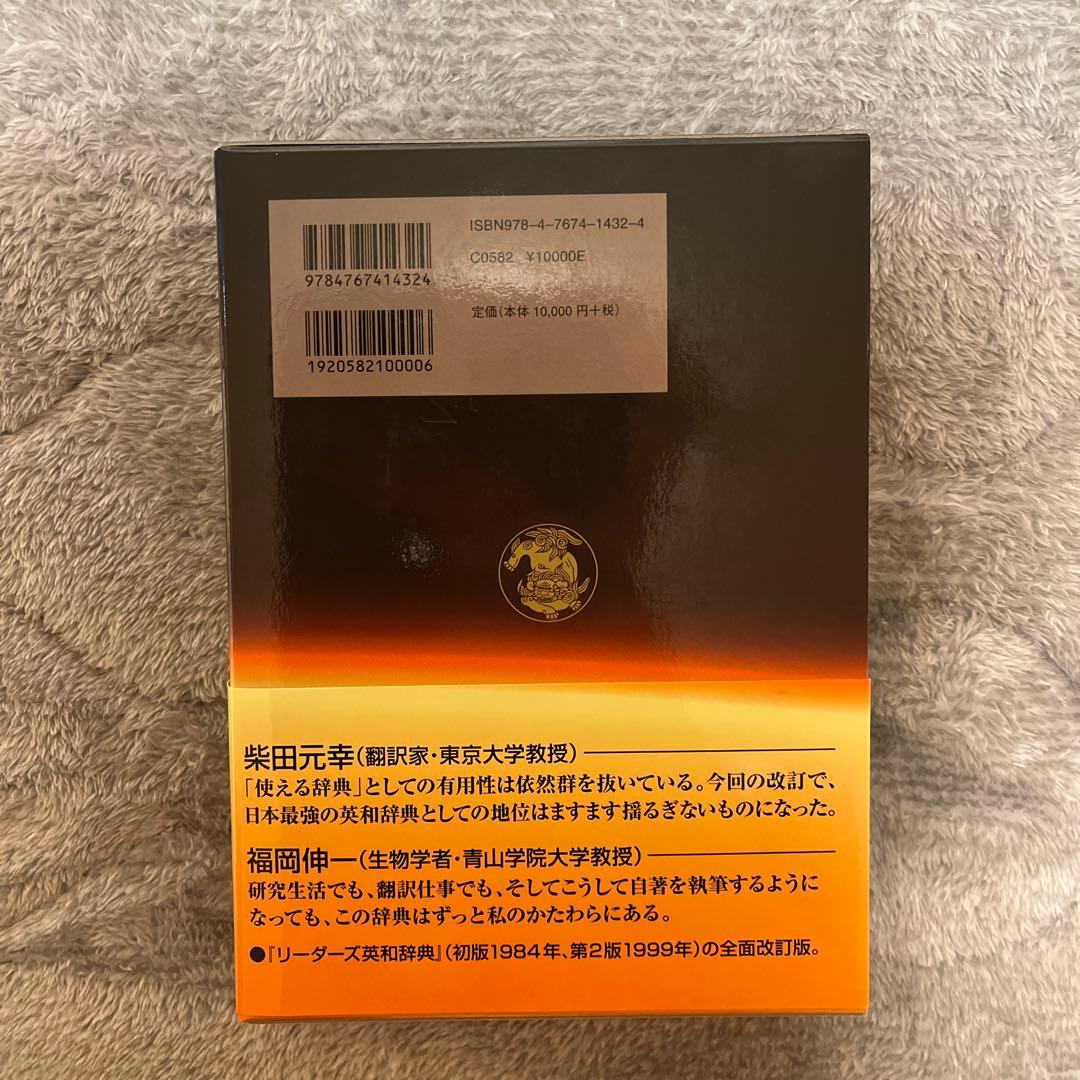 ISBN978-4-7674-1432-4
9784767414324
C0582 ¥10000E
定価(本体 10,000 円+税)
1920582100006
柴田元幸(翻訳家・東京大学教授)
「使える辞典」としての有用性は依然群を抜いている。今回の改訂で、
日本最強の英和辞典としての地位はますます揺るぎないものになった。
福岡伸一(生物学者・青山学院大学教授)
研究生活でも、翻訳仕事でも、そしてこうして自著を執筆するように
なっても、この辞典はずっと私のかたわらにある。
●『リーダーズ英和辞典』(初版1984年、第2版1999年)の全面改訂版。